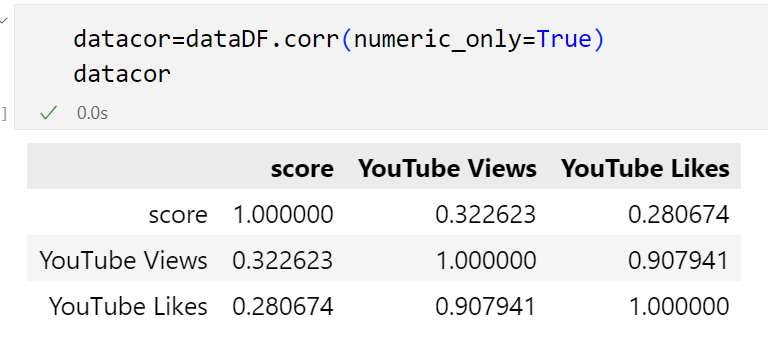 datacor=dataDF.corr(numeric_only=True)
datacor
] ✓ 0.0s
score YouTube Views YouTube Likes
score 1.000000 0.322623 0.280674
YouTube Views 0.322623 1.000000 0.907941
YouTube Likes 0.280674 0.907941 1.000000